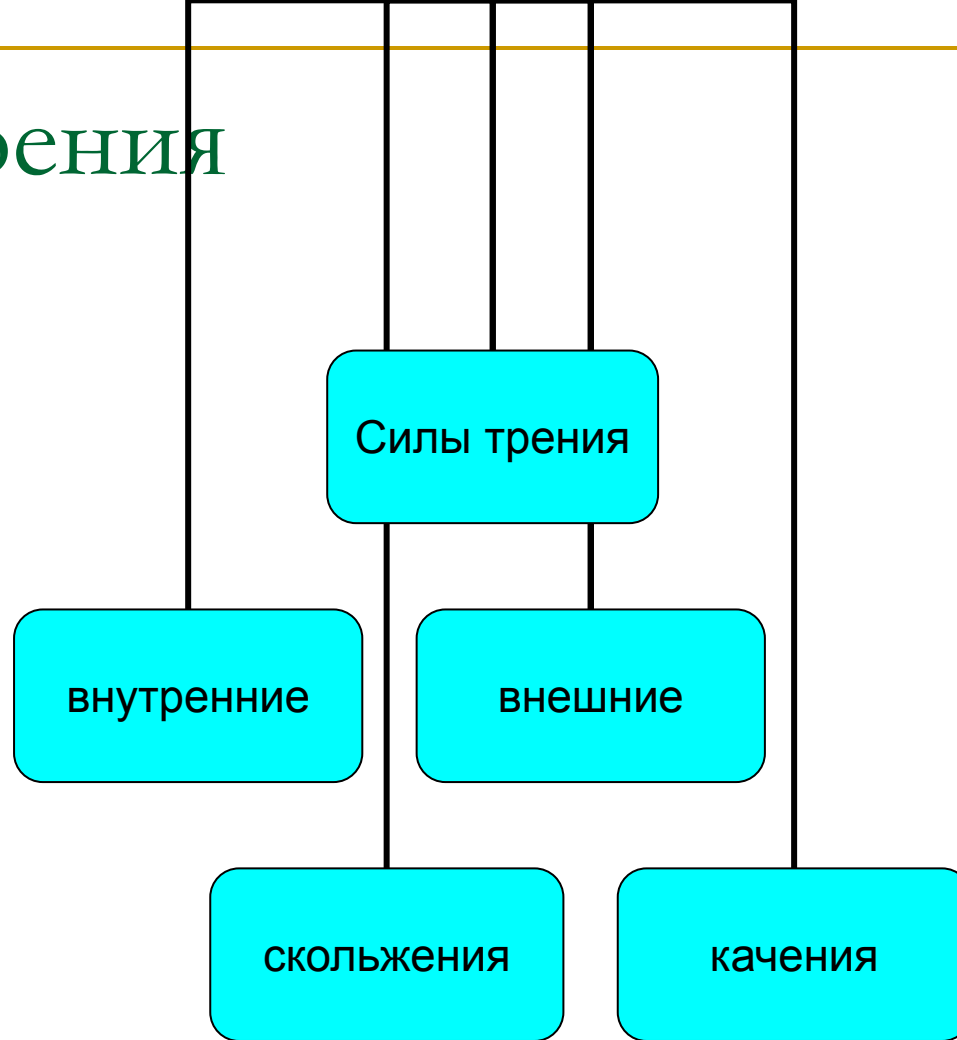 рения
Силы трения
внутренние
внешние
скольжения
качения